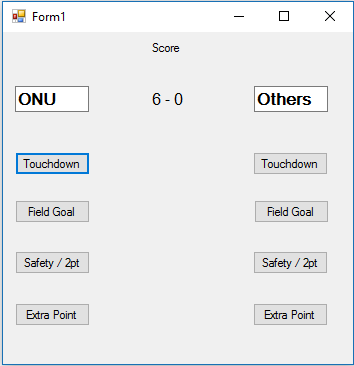 Form1
Score
ONU 6 - 0 Others
Touchdown Touchdown
Field Goal Field Goal
Safety / 2pt Safety / 2pt
Extra Point Extra Point